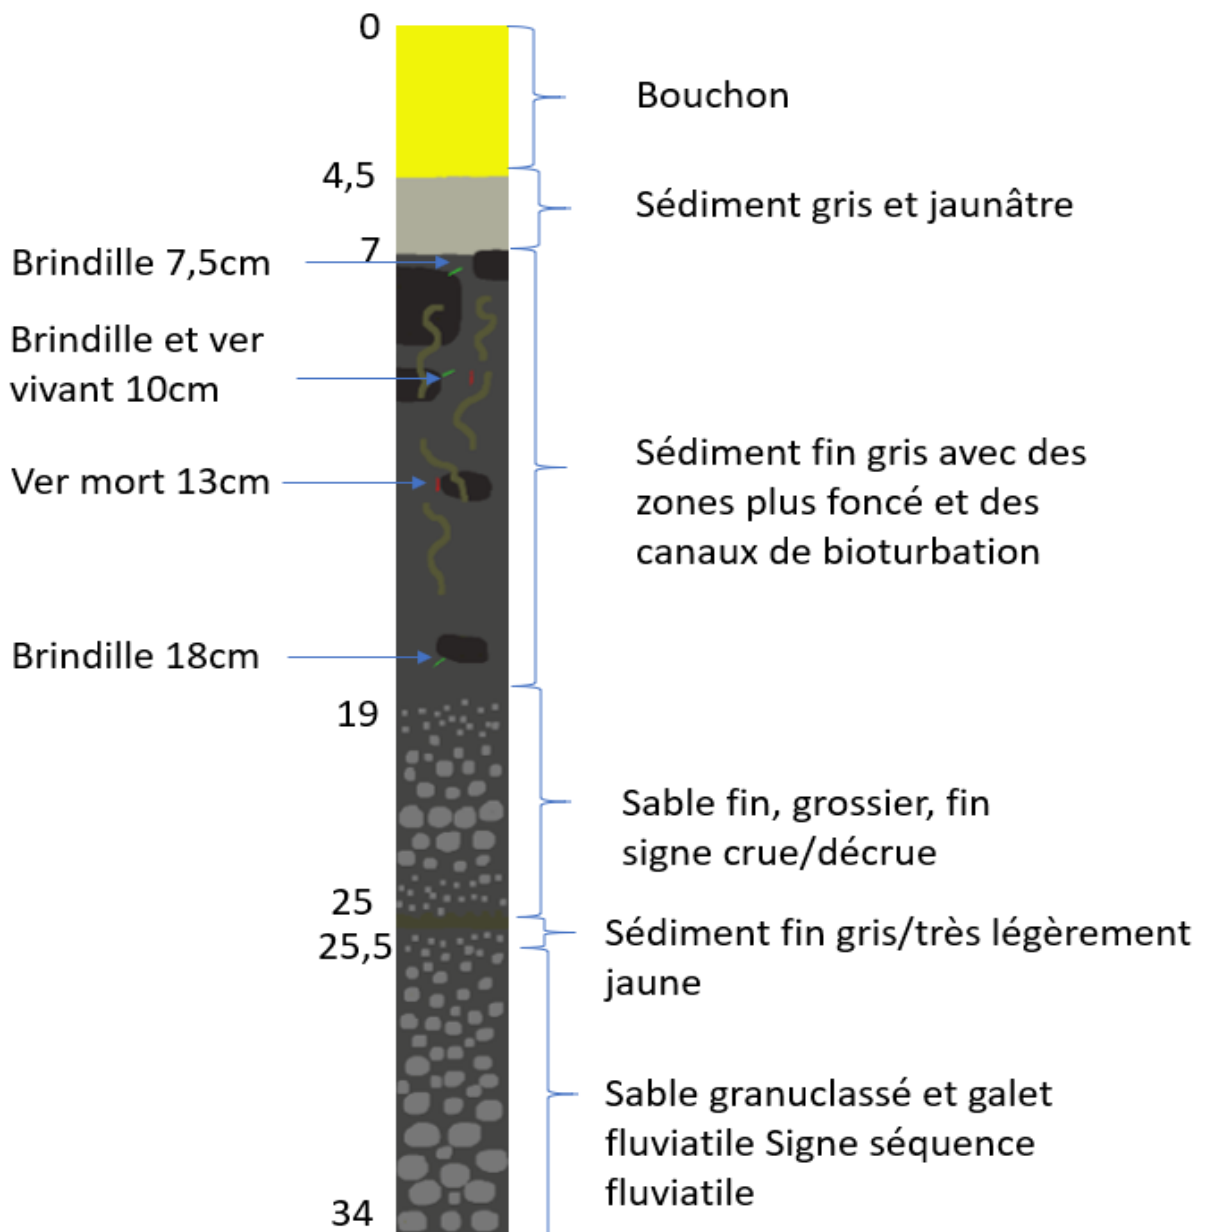 0
Bouchon
4,5
Sédiment gris et jaunâtre
7
Brindille 7,5cm
Brindille et ver
vivant 10cm
Sédiment fin gris avec des
zones plus foncé et des
canaux de bioturbation
Ver mort 13cm
Brindille 18cm
19
Sable fin, grossier, fin
signe crue/décrue
25
Sédiment fin gris/très légèrement
jaune
25,5
Sable granuclassé et galet
fluviatile Signe séquence
fluviatile
34